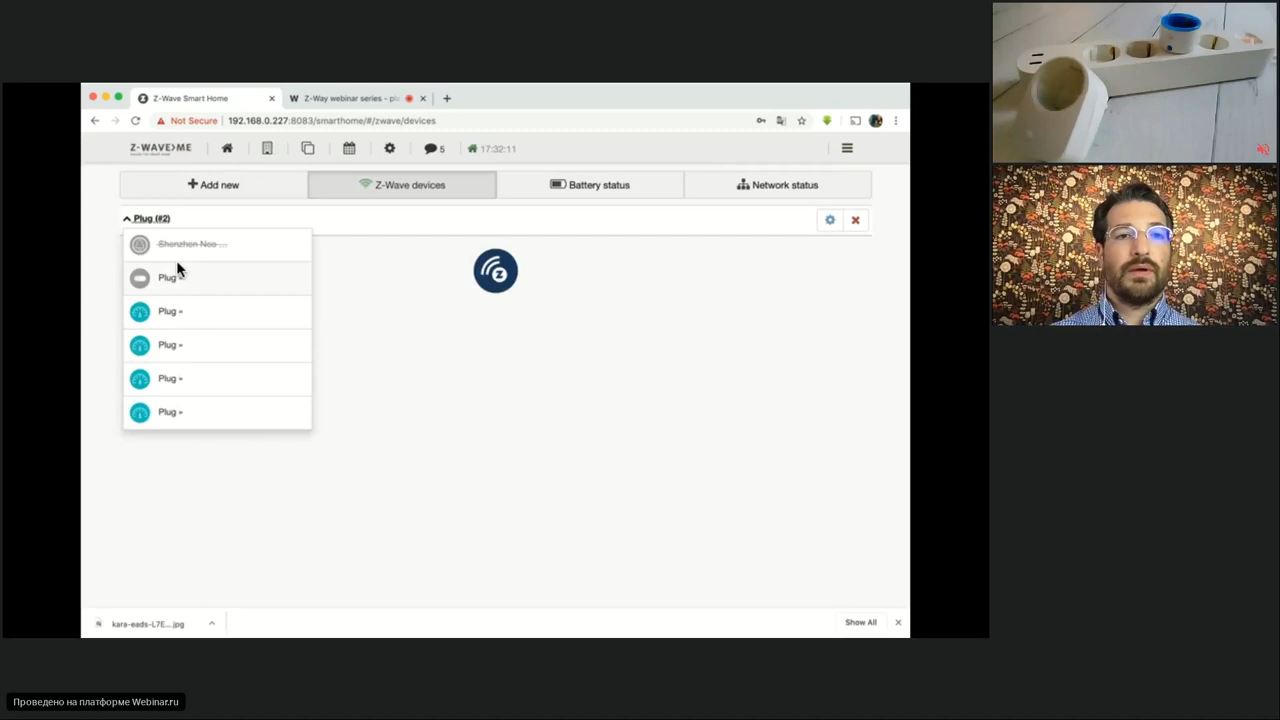 Z-Wave Smart Home
Z-Way webinar series - pl
Not Secure
192.168.0.227:8083/smarthome/#/zwave/devices
Z-WAVE>ME
5
17:32:11
Add new
Z-Wave devices
Battery status
Network status
Plug (#2)
Shenzhen Neo ...
Plug »
Plug »
Plug »
Plug »
Plug »
kara-eads-L7E....jpg
Show All
Проведено на платформе Webinar.ru